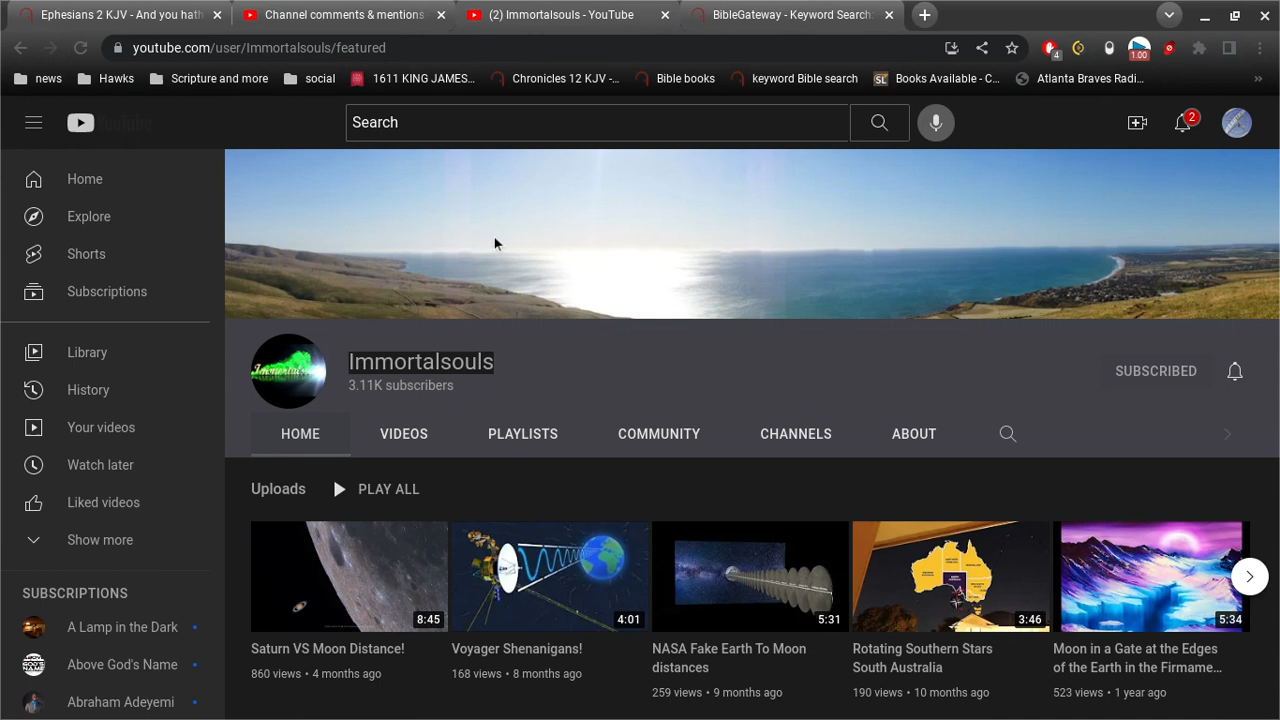 Ephesians 2 KJV - And you hath
Channel comments & mentions
(2) Immortalsouls - YouTube
BibleGateway - Keyword Search:
youtube.com/user/Immortalsouls/featured
4
1.00
news
Hawks
Scripture and more
social
1611 KING JAMES...
Chronicles 12 KJV -...
Bible books
keyword Bible search
SL
Books Available - C...
Atlanta Braves Radi...
»
YouTube
Search
2
Home
Explore
Shorts
Subscriptions
Library
History
Your videos
Watch later
Liked videos
Show more
SUBSCRIPTIONS
A Lamp in the Dark
Above God's Name
Abraham Adeyemi
Immortalsouls
3.11K subscribers
SUBSCRIBED
HOME
VIDEOS
PLAYLISTS
COMMUNITY
CHANNELS
ABOUT
Uploads
PLAY ALL
8:45
4:01
5:31
3:46
5:34
Saturn VS Moon Distance!
860 views • 4 months ago
Voyager Shenanigans!
168 views • 8 months ago
NASA Fake Earth To Moon
distances
259 views • 9 months ago
Rotating Southern Stars
South Australia
190 views • 10 months ago
Moon in a Gate at the Edges
of the Earth in the Firmame...
523 views • 1 year ago